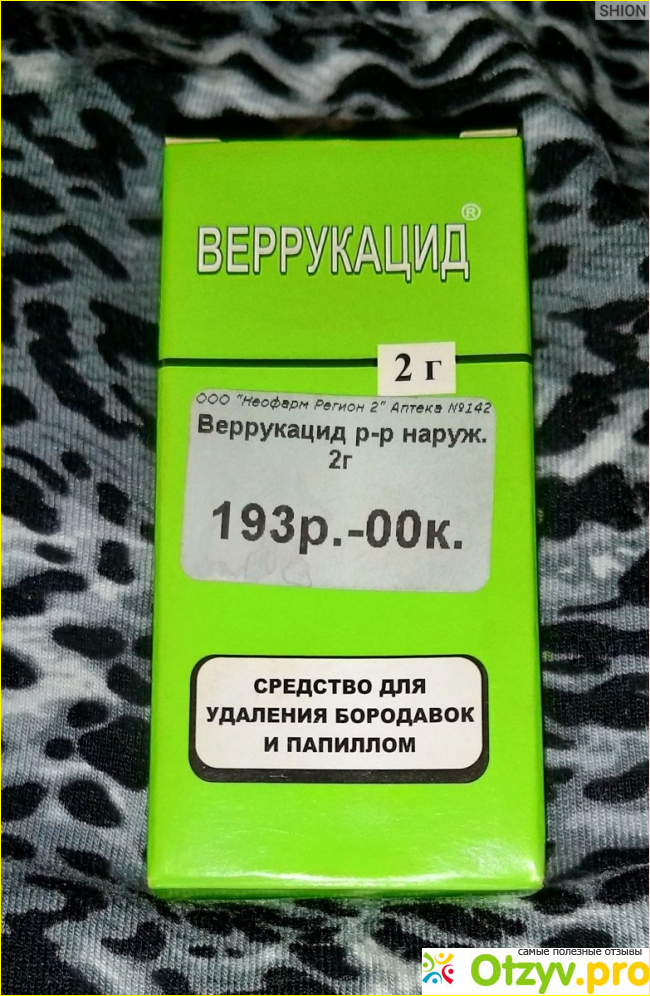 SHION
ВЕРРУКАЦИД®
2 г
ООО "Неофарм Регион 2" Аптека №142
Веррукацид р-р наруж.
2г
193р.-00к.
СРЕДСТВО ДЛЯ
УДАЛЕНИЯ БОРОДАВОК
И ПАПИЛЛОМ
самые полезные отзывы
Otzyv.pro